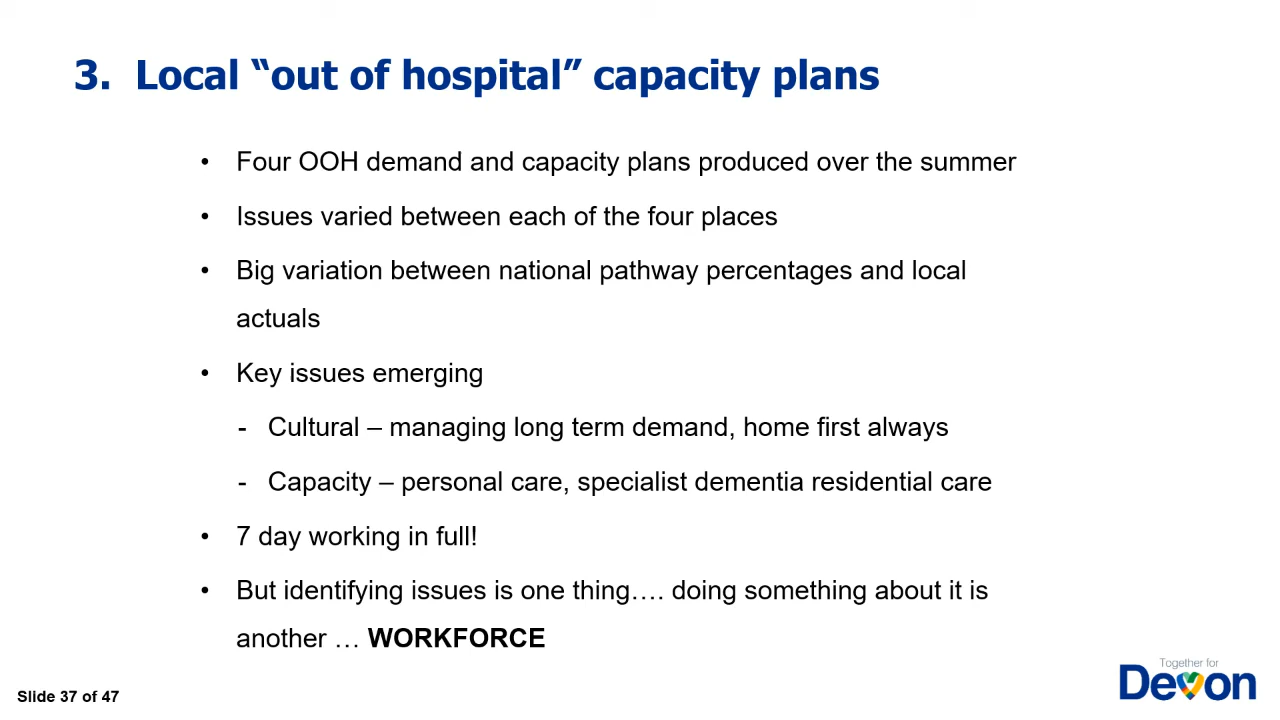 3. Local “out of hospital” capacity plans
• Four OOH demand and capacity plans produced over the summer
• Issues varied between each of the four places
• Big variation between national pathway percentages and local
actuals
• Key issues emerging
- Cultural – managing long term demand, home first always
- Capacity – personal care, specialist dementia residential care
• 7 day working in full!
• But identifying issues is one thing…. doing something about it is
another … WORKFORCE
Together for
Devon
Slide 37 of 47